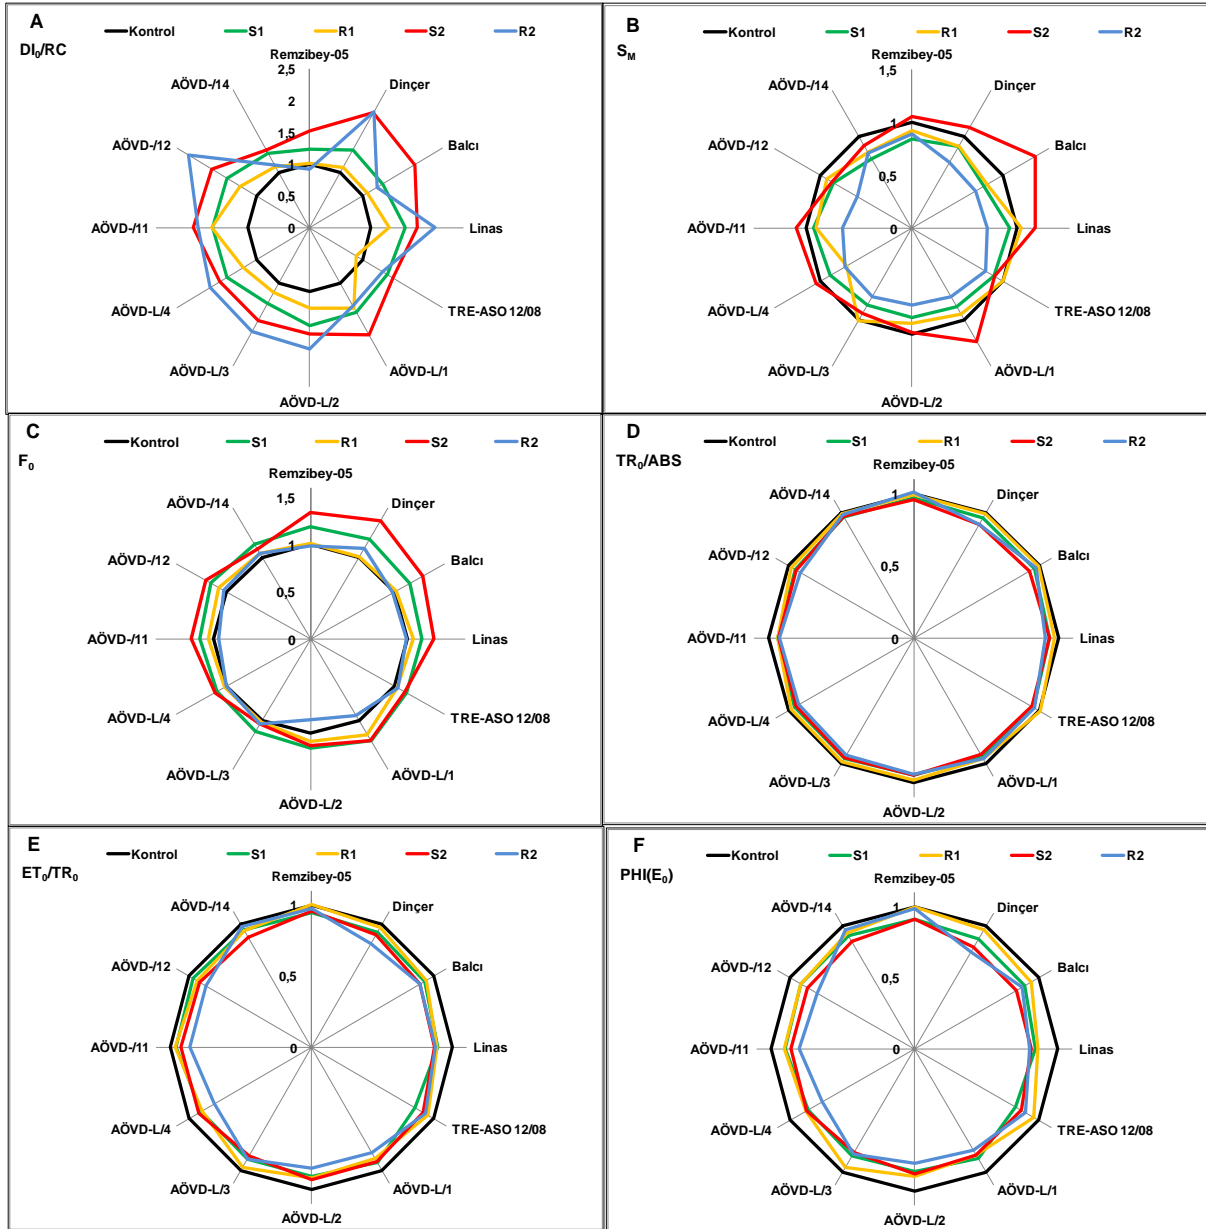 A
DI₀/RC
Kontrol S1 R1 S2 R2
Remzibey-05
Dinçer
Balcı
Linas
TRE-ASO 12/08
AÖVD-L/1
AÖVD-L/2
AÖVD-L/3
AÖVD-L/4
AÖVD-/11
AÖVD-/12
AÖVD-/14
2,5
2
1,5
1
0,5
0
B
S_M
Kontrol S1 R1 S2 R2
Remzibey-05
Dinçer
Balcı
Linas
TRE-ASO 12/08
AÖVD-L/1
AÖVD-L/2
AÖVD-L/3
AÖVD-L/4
AÖVD-/11
AÖVD-/12
AÖVD-/14
1,5
1
0,5
0
C
F₀
Kontrol S1 R1 S2 R2
Remzibey-05
Dinçer
Balcı
Linas
TRE-ASO 12/08
AÖVD-L/1
AÖVD-L/2
AÖVD-L/3
AÖVD-L/4
AÖVD-/11
AÖVD-/12
AÖVD-/14
1,5
1
0,5
0
D
TR₀/ABS
Kontrol S1 R1 S2 R2
Remzibey-05
Dinçer
Balcı
Linas
TRE-ASO 12/08
AÖVD-L/1
AÖVD-L/2
AÖVD-L/3
AÖVD-L/4
AÖVD-/11
AÖVD-/12
AÖVD-/14
1
0,5
0
E
ET₀/TR₀
Kontrol S1 R1 S2 R2
Remzibey-05
Dinçer
Balcı
Linas
TRE-ASO 12/08
AÖVD-L/1
AÖVD-L/2
AÖVD-L/3
AÖVD-L/4
AÖVD-/11
AÖVD-/12
AÖVD-/14
1
0,5
0
F
PHI(E₀)
Kontrol S1 R1 S2 R2
Remzibey-05
Dinçer
Balcı
Linas
TRE-ASO 12/08
AÖVD-L/1
AÖVD-L/2
AÖVD-L/3
AÖVD-L/4
AÖVD-/11
AÖVD-/12
AÖVD-/14
1
0,5
0